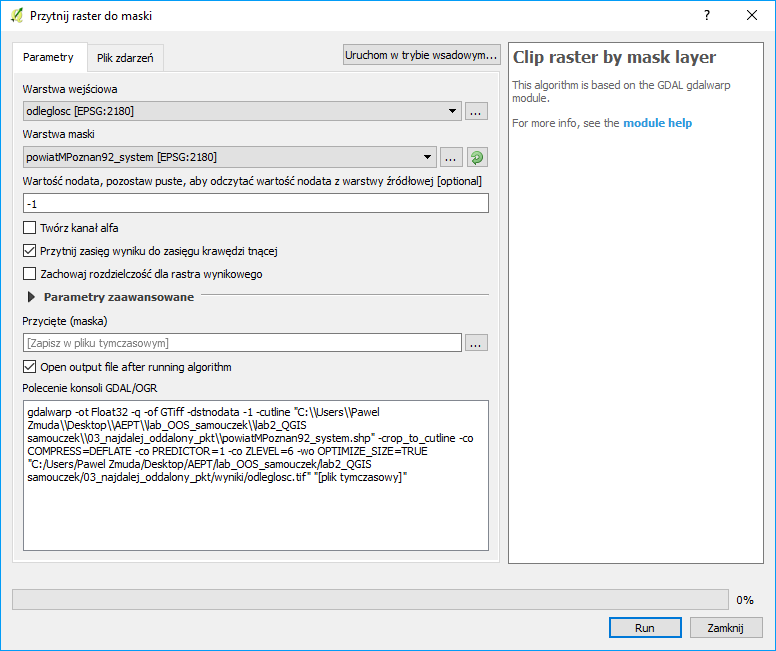 Przytnij raster do maski
?
Parametry
Plik zdarzeń
Uruchom w trybie wsadowym...
Warstwa wejściowa
odleglosc [EPSG:2180]
...
Warstwa maski
powiatMPoznan92_system [EPSG:2180]
...
Wartość nodata, pozostaw puste, aby odczytać wartość nodata z warstwy źródłowej [optional]
-1
Twórz kanał alfa
Przytnij zasięg wyniku do zasięgu krawędzi tnącej
Zachowaj rozdzielczość dla rastra wynikowego
Parametry zaawansowane
Przycięte (maska)
[Zapisz w pliku tymczasowym]
...
Open output file after running algorithm
Polecenie konsoli GDAL/OGR
gdalwarp -ot Float32 -q -of GTiff -dstnodata -1 -cutline "C:\\Users\\Pawel
Zmuda\\Desktop\\AEPT\\lab_OOS_samouczek\\lab2_QGIS
samouczek\\03_najdalej_oddalony_pkt\\powiatMPoznan92_system.shp" -crop_to_cutline -co
COMPRESS=DEFLATE -co PREDICTOR=1 -co ZLEVEL=6 -wo OPTIMIZE_SIZE=TRUE
"C:/Users/Pawel Zmuda/Desktop/AEPT/lab_OOS_samouczek/lab2_QGIS
samouczek/03_najdalej_oddalony_pkt/wyniki/odleglosc.tif" "[plik tymczasowy]"
Clip raster by mask layer
This algorithm is based on the GDAL gdalwarp
module.
For more info, see the module help
0%
Run
Zamknij